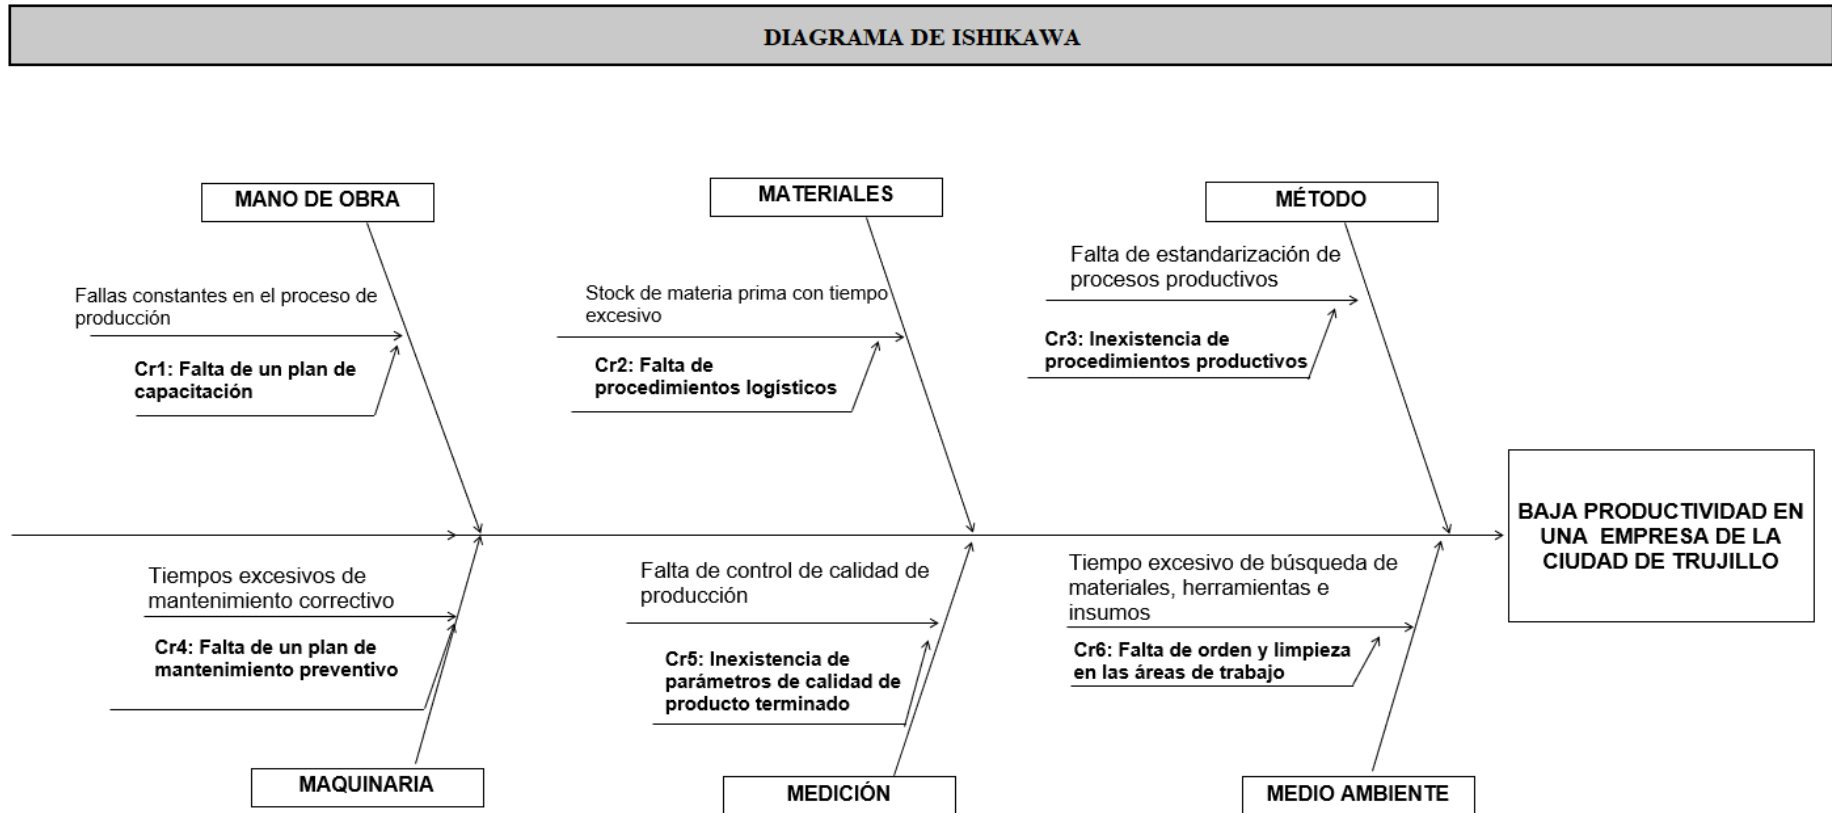 DIAGRAMA DE ISHIKAWA
MANO DE OBRA
MATERIALES
MÉTODO
Fallas constantes en el proceso de
producción
Cr1: Falta de un plan de
capacitación
Stock de materia prima con tiempo
excesivo
Cr2: Falta de
procedimientos logísticos
Falta de estandarización de
procesos productivos
Cr3: Inexistencia de
procedimientos productivos
BAJA PRODUCTIVIDAD EN
UNA EMPRESA DE LA
CIUDAD DE TRUJILLO
Tiempos excesivos de
mantenimiento correctivo
Cr4: Falta de un plan de
mantenimiento preventivo
Falta de control de calidad de
producción
Cr5: Inexistencia de
parámetros de calidad de
producto terminado
Tiempo excesivo de búsqueda de
materiales, herramientas e
insumos
Cr6: Falta de orden y limpieza
en las áreas de trabajo
MAQUINARIA
MEDICIÓN
MEDIO AMBIENTE